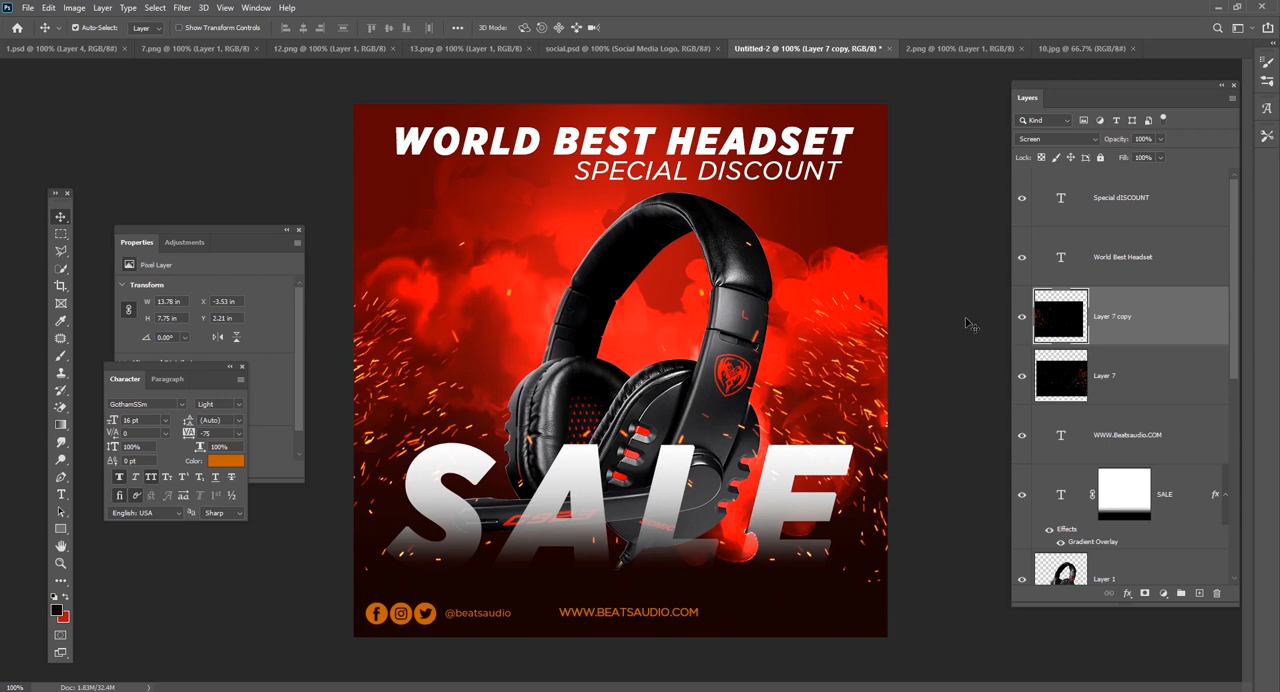 Ps File Edit Image Layer Type Select Filter 3D View Window Help
Auto-Select: Layer Show Transform Controls 3D Mode:
1.psd @ 100% (Layer 4, RGB/8#) × 7.png @ 100% (Layer 1, RGB/8) × 12.png @ 100% (Layer 1, RGB/8) × 13.png @ 100% (Layer 1, RGB/8) × social.psd @ 100% (Social Media Logo, RGB/8#) × Untitled-2 @ 100% (Layer 7 copy, RGB/8) * × 2.png @ 100% (Layer 1, RGB/8) × 10.jpg @ 66.7% (RGB/8#) ×
Properties Adjustments
Pixel Layer
Transform
W 13.78 in X -3.53 in
H 7.75 in Y 2.21 in
0.00°
Character Paragraph
GothamSSm Light
16 pt (Auto)
0 -75
100% 100%
0 pt Color:
English: USA Sharp
WORLD BEST HEADSET
SPECIAL DISCOUNT
SALE
@beatsaudio WWW.BEATSAUDIO.COM
Layers
Kind
Screen Opacity: 100%
Lock: Fill: 100%
Special dISCOUNT
World Best Headset
Layer 7 copy
Layer 7
WWW.Beatsaudio.COM
SALE fx
Effects
Gradient Overlay
Layer 1
100% Doc: 1.83M/32.4M